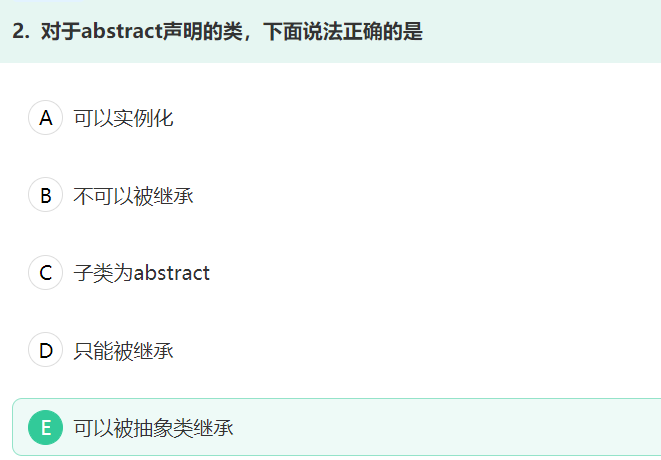 2. 对于abstract声明的类，下面说法正确的是
A 可以实例化
B 不可以被继承
C 子类为abstract
D 只能被继承
E 可以被抽象类继承